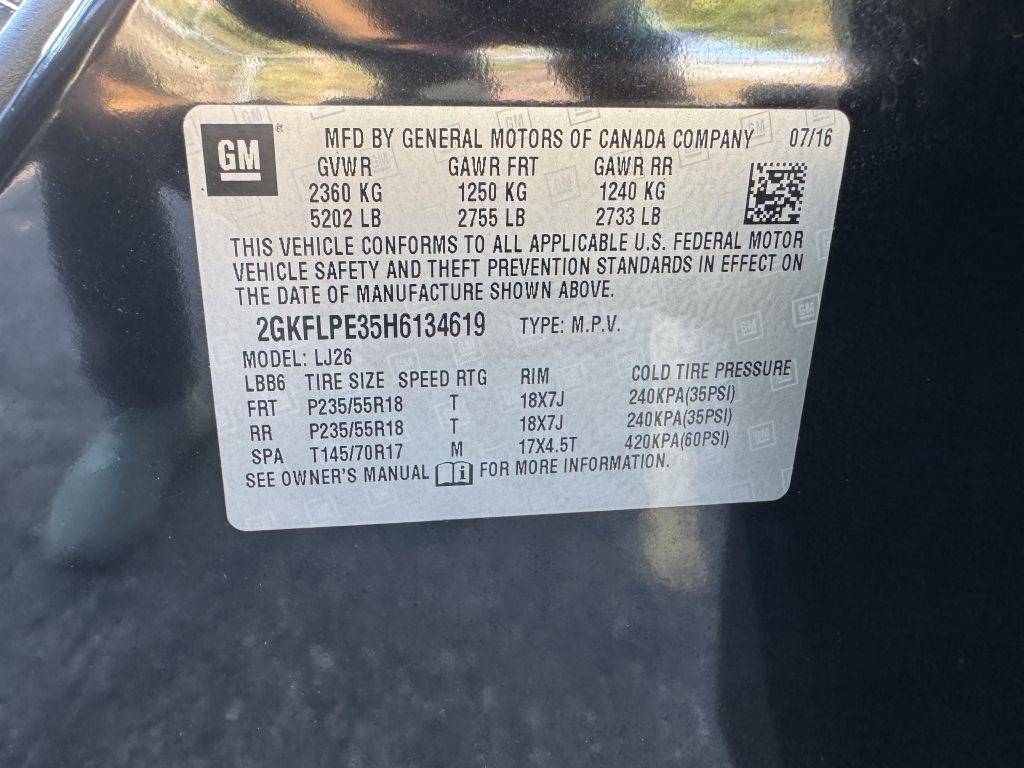 GM ® MFD BY GENERAL MOTORS OF CANADA COMPANY 07/16
GVWR GAWR FRT GAWR RR
2360 KG 1250 KG 1240 KG
5202 LB 2755 LB 2733 LB
THIS VEHICLE CONFORMS TO ALL APPLICABLE U.S. FEDERAL MOTOR
VEHICLE SAFETY AND THEFT PREVENTION STANDARDS IN EFFECT ON
THE DATE OF MANUFACTURE SHOWN ABOVE.
2GKFLPE35H6134619 TYPE: M.P.V.
MODEL: LJ26
LBB6 TIRE SIZE SPEED RTG RIM COLD TIRE PRESSURE
FRT P235/55R18 T 18X7J 240KPA(35PSI)
RR P235/55R18 T 18X7J 240KPA(35PSI)
SPA T145/70R17 M 17X4.5T 420KPA(60PSI)
SEE OWNER'S MANUAL i FOR MORE INFORMATION.